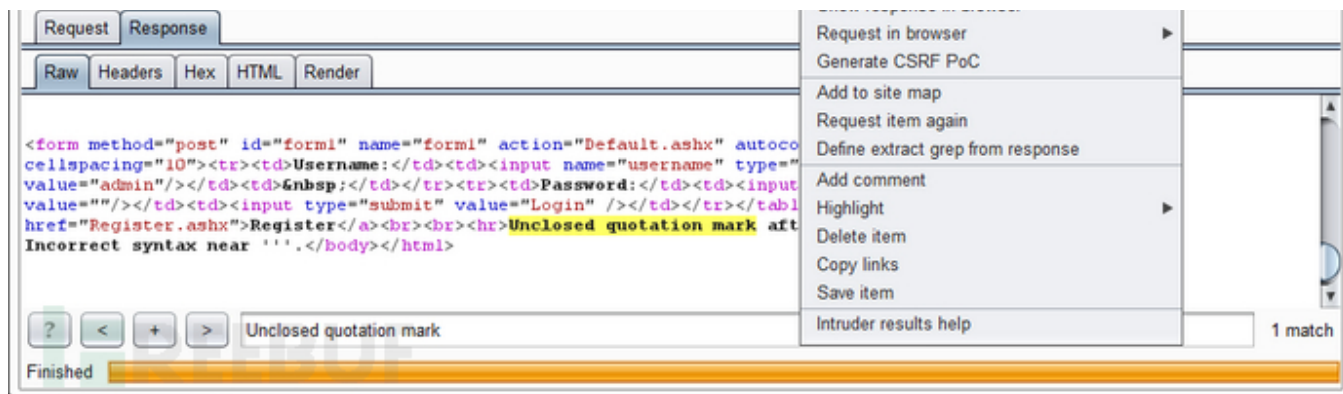 Request Response
Raw Headers Hex HTML Render
<form method="post" id="form1" name="form1" action="Default.ashx" autoco
cellspacing="10"><tr><td>Username:</td><td><input name="username" type="
value="admin"/></td><td>&nbsp;</td></tr><tr><td>Password:</td><td><input
value=""/></td><td><input type="submit" value="Login" /></td></tr></tabl
href="Register.ashx">Register</a><br><br><hr>Unclosed quotation mark aft
Incorrect syntax near '''.</body></html>
Show response in browser
Request in browser
Generate CSRF PoC
Add to site map
Request item again
Define extract grep from response
Add comment
Highlight
Delete item
Copy links
Save item
Intruder results help
? < + > Unclosed quotation mark 1 match
REEBUF
Finished